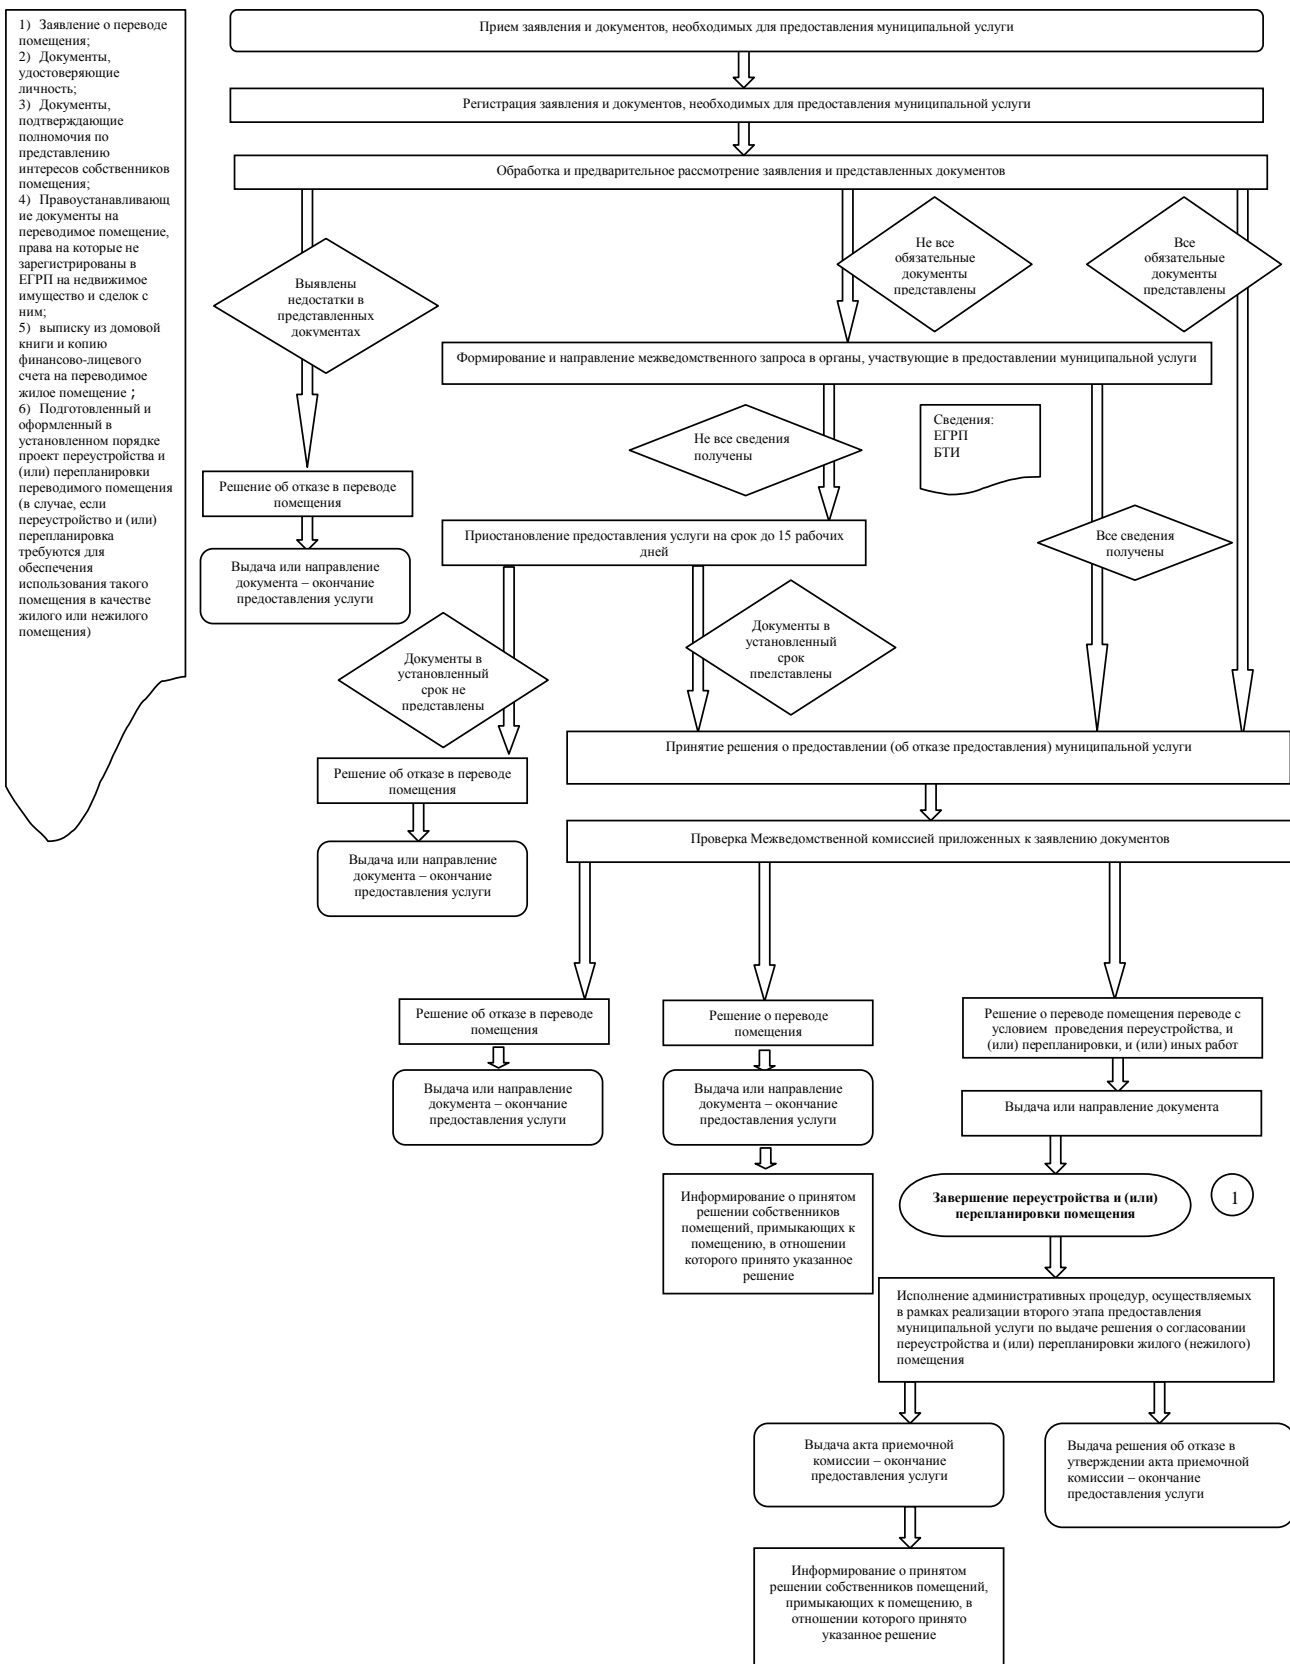 1) Заявление о переводе
помещения;
2) Документы,
удостоверяющие
личность;
3) Документы,
подтверждающие
полномочия по
представлению
интересов собственников
помещения;
4) Правоустанавливающ
ие документы на
переводимое помещение,
права на которые не
зарегистрированы в
ЕГРП на недвижимое
имущество и сделок с
ним;
5) выписку из домовой
книги и копию
финансово-лицевого
счета на переводимое
жилое помещение ;
6) Подготовленный и
оформленный в
установленном порядке
проект переустройства и
(или) перепланировки
переводимого помещения
(в случае, если
переустройство и (или)
перепланировка
требуются для
обеспечения
использования такого
помещения в качестве
жилого или нежилого
помещения)
Прием заявления и документов, необходимых для предоставления муниципальной услуги
Регистрация заявления и документов, необходимых для предоставления муниципальной услуги
Обработка и предварительное рассмотрение заявления и представленных документов
Выявлены
недостатки в
представленных
документах
Не все
обязательные
документы
представлены
Все
обязательные
документы
представлены
Формирование и направление межведомственного запроса в органы, участвующие в предоставлении муниципальной услуги
Не все сведения
получены
Сведения:
ЕГРП
БТИ
Решение об отказе в переводе
помещения
Приостановление предоставления услуги на срок до 15 рабочих
дней
Все сведения
получены
Выдача или направление
документа – окончание
предоставления услуги
Документы в
установленный
срок не
представлены
Документы в
установленный
срок
представлены
Принятие решения о предоставлении (об отказе предоставления) муниципальной услуги
Решение об отказе в переводе
помещения
Проверка Межведомственной комиссией приложенных к заявлению документов
Выдача или направление
документа – окончание
предоставления услуги
Решение об отказе в переводе
помещения
Решение о переводе
помещения
Решение о переводе помещения переводе с
условием проведения переустройства, и
(или) перепланировки, и (или) иных работ
Выдача или направление
документа – окончание
предоставления услуги
Выдача или направление
документа – окончание
предоставления услуги
Выдача или направление документа
Информирование о принятом
решении собственников
помещений, примыкающих к
помещению, в отношении
которого принято указанное
решение
Завершение переустройства и (или)
перепланировки помещения
1
Исполнение административных процедур, осуществляемых
в рамках реализации второго этапа предоставления
муниципальной услуги по выдаче решения о согласовании
переустройства и (или) перепланировки жилого (нежилого)
помещения
Выдача акта приемочной
комиссии – окончание
предоставления услуги
Выдача решения об отказе в
утверждении акта приемочной
комиссии – окончание
предоставления услуги
Информирование о принятом
решении собственников помещений,
примыкающих к помещению, в
отношении которого принято
указанное решение